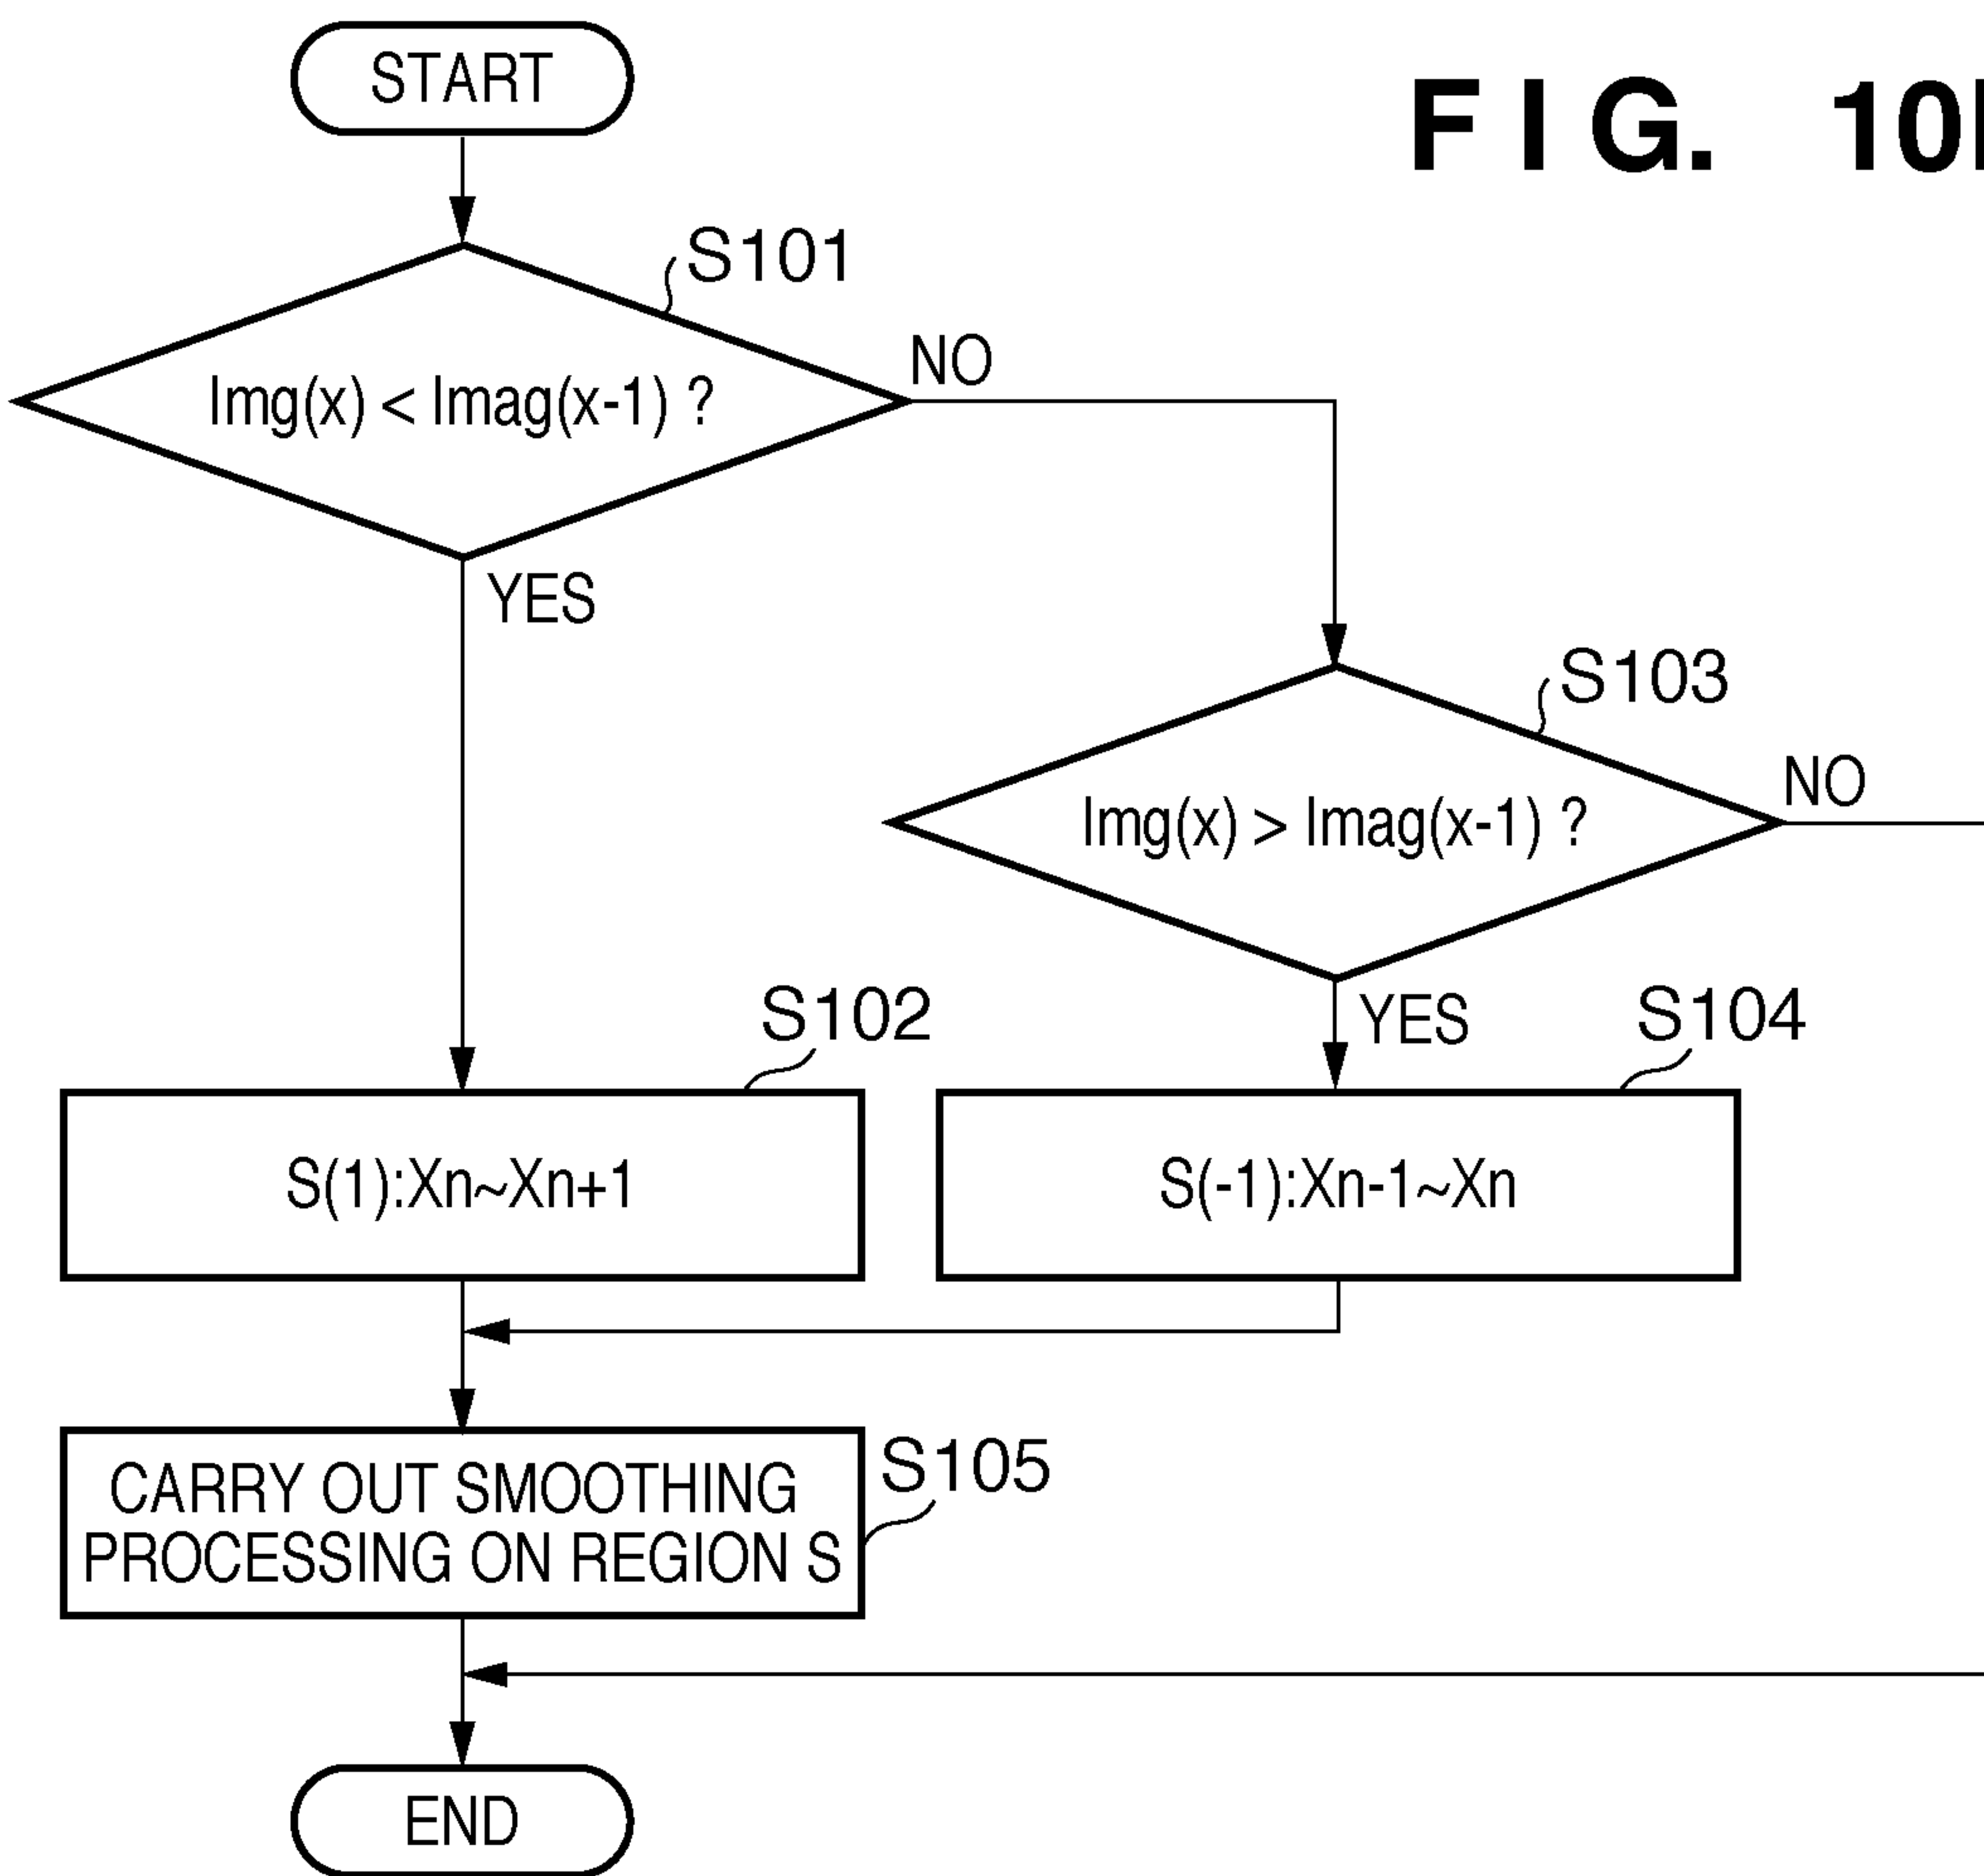 START
FIG. 10
S101
Img(x) < Imag(x-1) ?
NO
YES
S103
Img(x) > Imag(x-1) ?
NO
YES
S102
S104
S(1):Xn~Xn+1
S(-1):Xn-1~Xn
CARRY OUT SMOOTHING
PROCESSING ON REGION S
S105
END